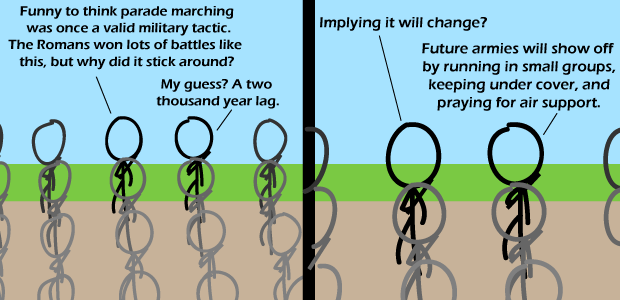 Funny to think parade marching
was once a valid military tactic.
The Romans won lots of battles like
this, but why did it stick around?
My guess? A two
thousand year lag.
Implying it will change?
Future armies will show off
by running in small groups,
keeping under cover, and
praying for air support.